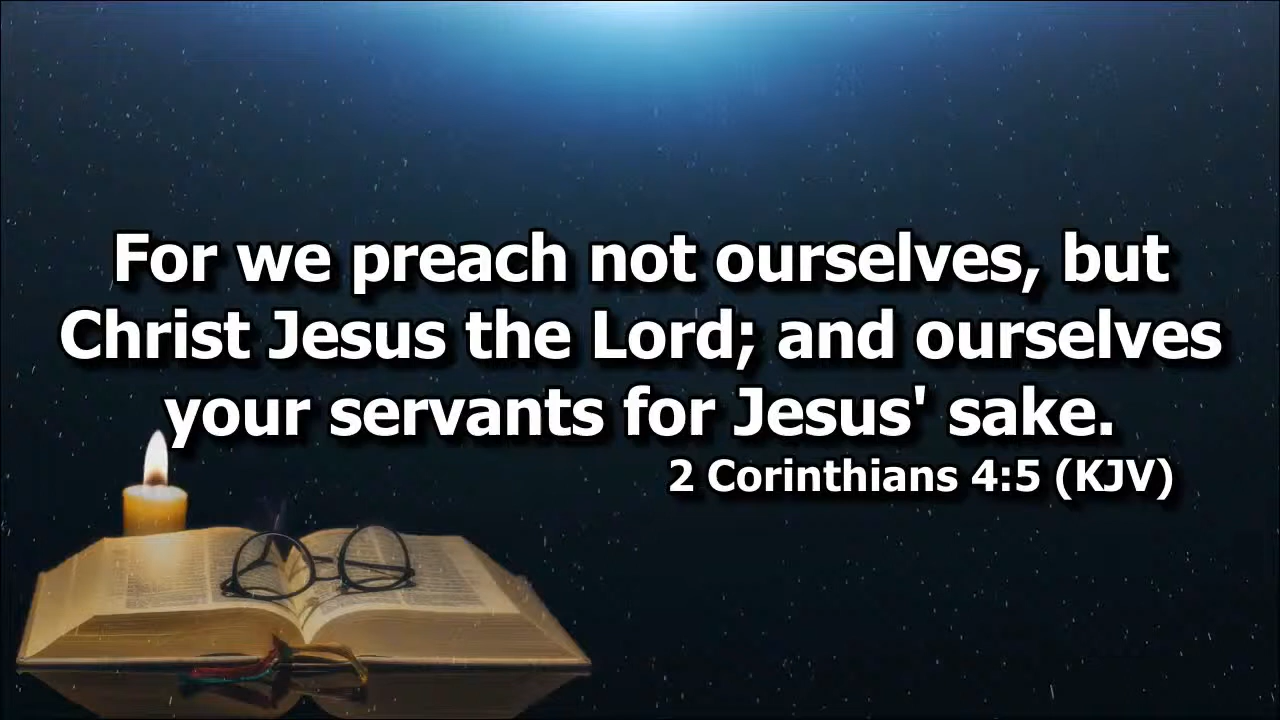 For we preach not ourselves, but
Christ Jesus the Lord; and ourselves
your servants for Jesus' sake.
2 Corinthians 4:5 (KJV)